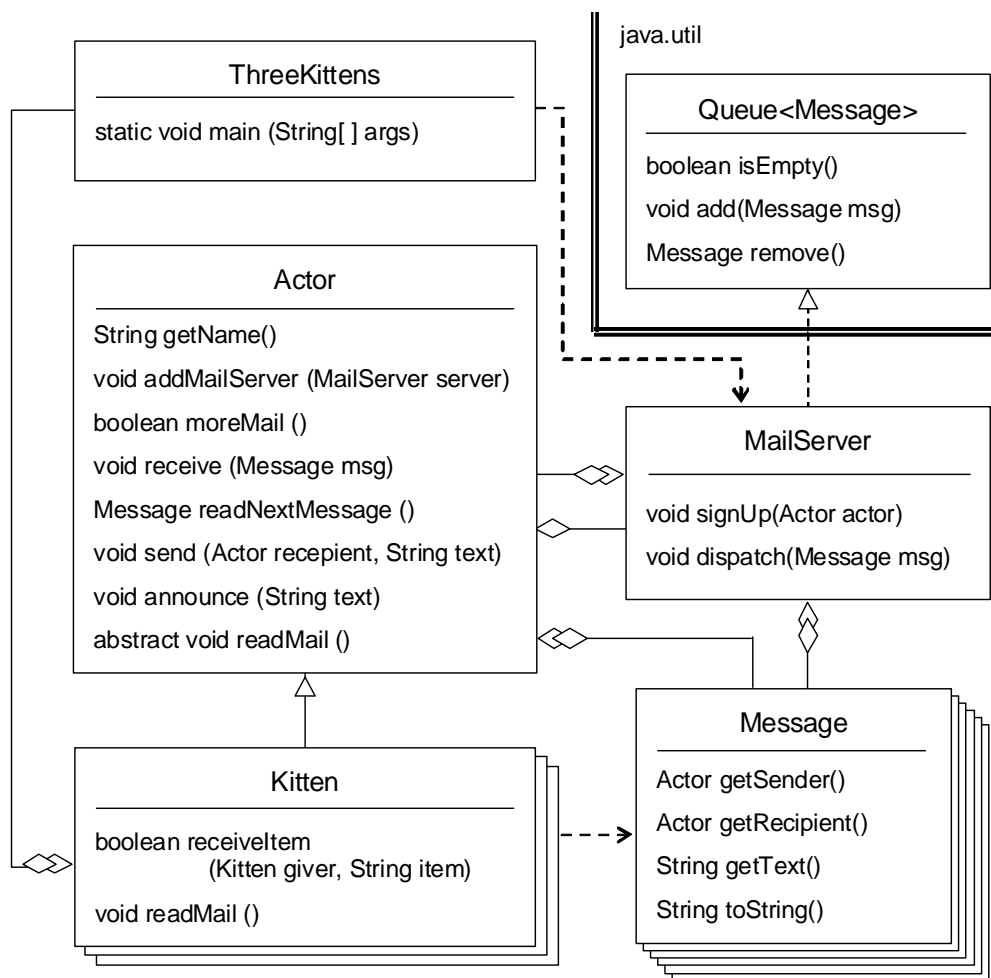 ThreeKittens
static void main (String[ ] args)
java.util
Queue<Message>
boolean isEmpty()
void add(Message msg)
Message remove()
Actor
String getName()
void addMailServer (MailServer server)
boolean moreMail ()
void receive (Message msg)
Message readNextMessage ()
void send (Actor recepient, String text)
void announce (String text)
abstract void readMail ()
MailServer
void signUp(Actor actor)
void dispatch(Message msg)
Kitten
boolean receiveItem
(Kitten giver, String item)
void readMail ()
Message
Actor getSender()
Actor getRecipient()
String getText()
String toString()